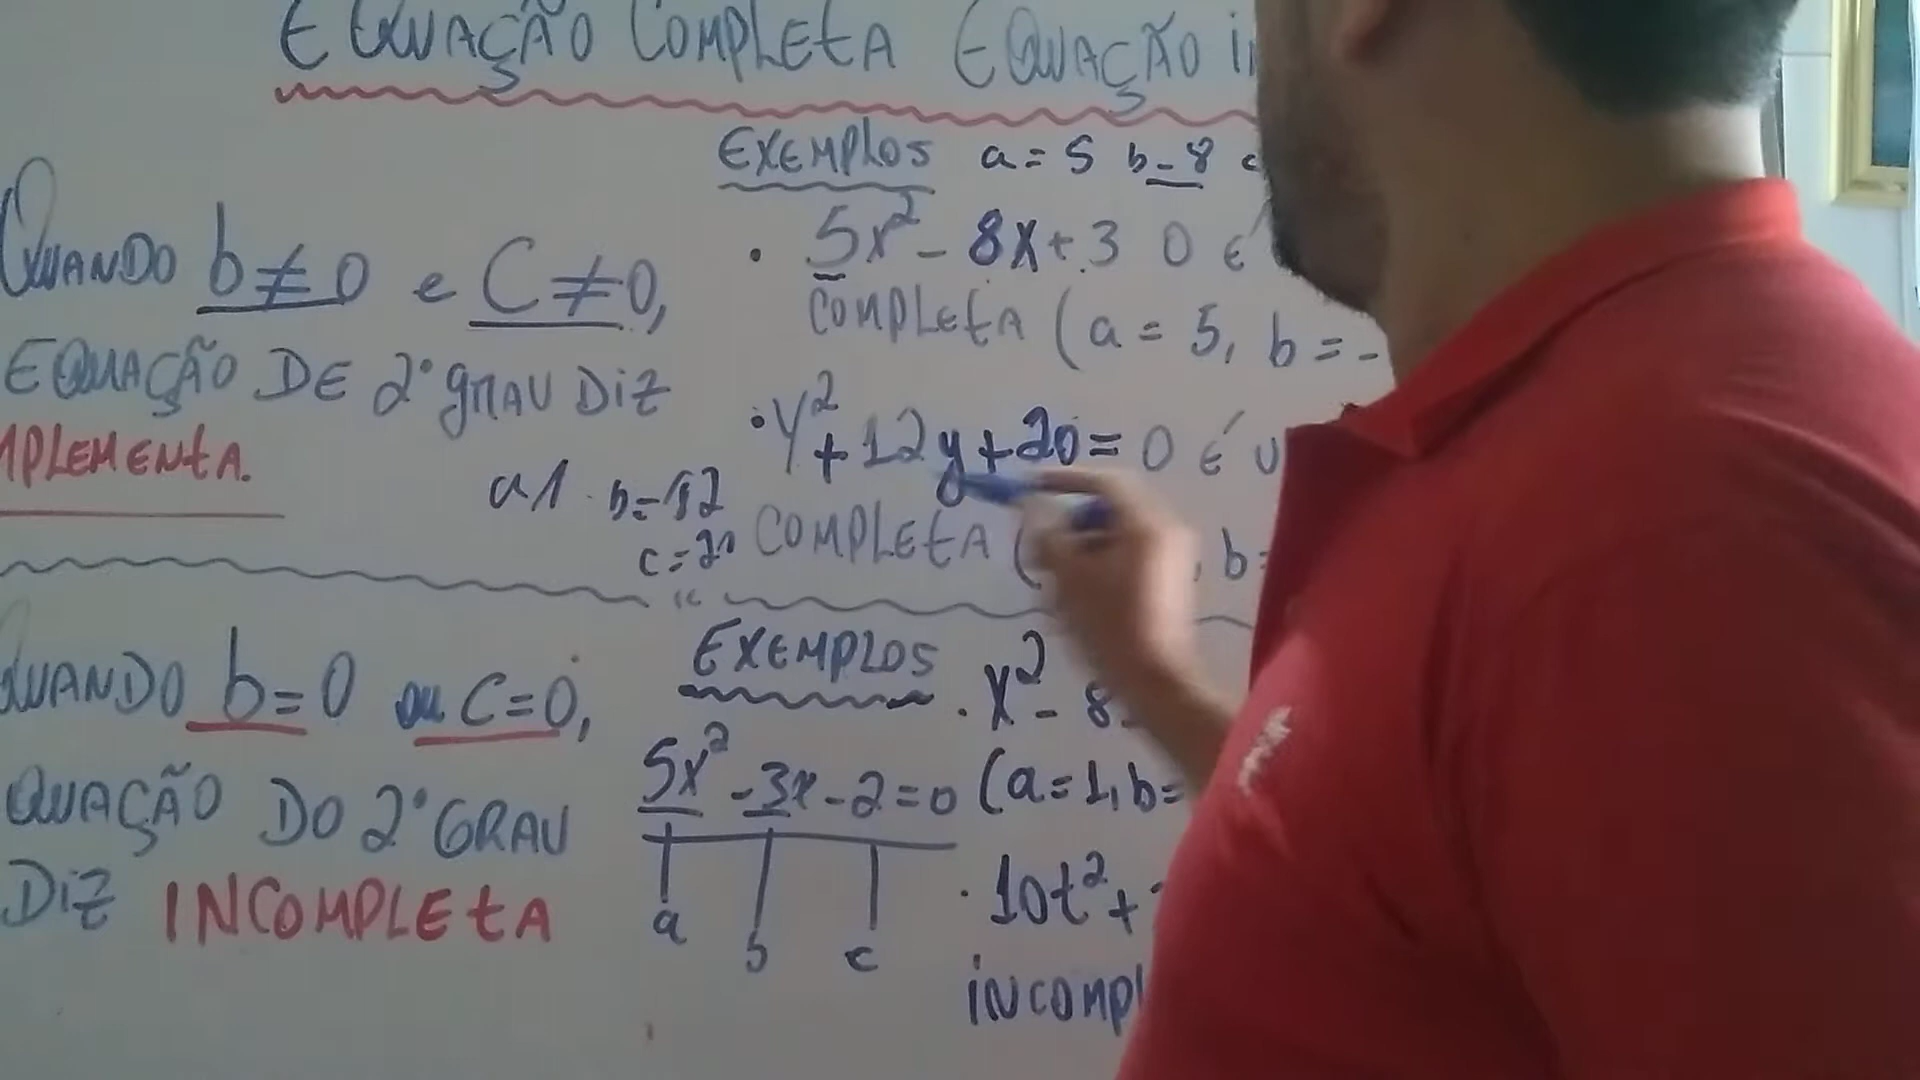 EQUAÇÃO COMPLETA EQUAÇÃO
QUANDO b≠0 e C≠0,
EQUAÇÃO DE 2° GRAU DIZ
MPLEMENTA.
EXEMPLOS a=5 b-8 c
• 5x² - 8x + 3 0 É
COMPLETA (a = 5, b = -
• y² + 12y + 20 = 0 É U
a1 b=12
c=20
COMPLETA ( , b=
QUANDO b=0 ou C=0,
QUAÇÃO DO 2° GRAU
DIZ INCOMPLETA
EXEMPLOS
5x² - 3x - 2 = 0
a b c
• x² - 8
(a=1, b=
• 10t² +
incompl